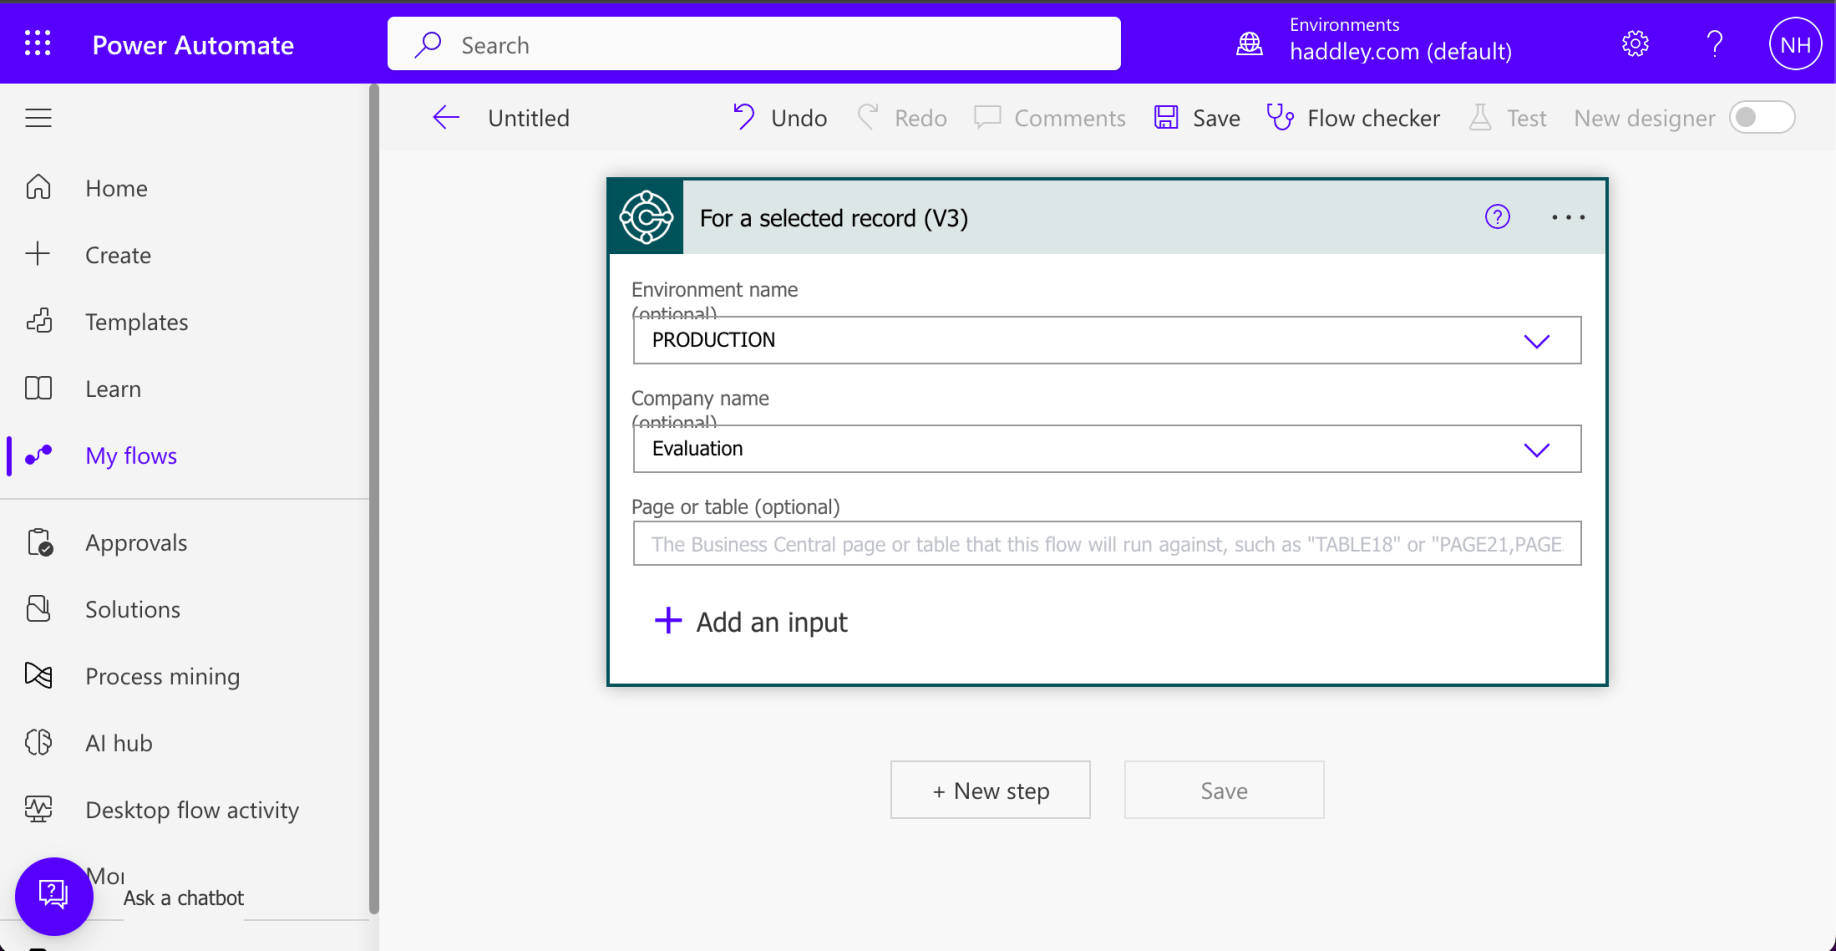 Power Automate
Search
Environments
haddley.com (default)
?
NH
Untitled
Undo
Redo
Comments
Save
Flow checker
Test
New designer
Home
Create
Templates
Learn
My flows
Approvals
Solutions
Process mining
AI hub
Desktop flow activity
Ask a chatbot
For a selected record (V3)
?
Environment name
(optional)
PRODUCTION
Company name
(optional)
Evaluation
Page or table (optional)
The Business Central page or table that this flow will run against, such as "TABLE18" or "PAGE21,PAGE
+ Add an input
+ New step
Save